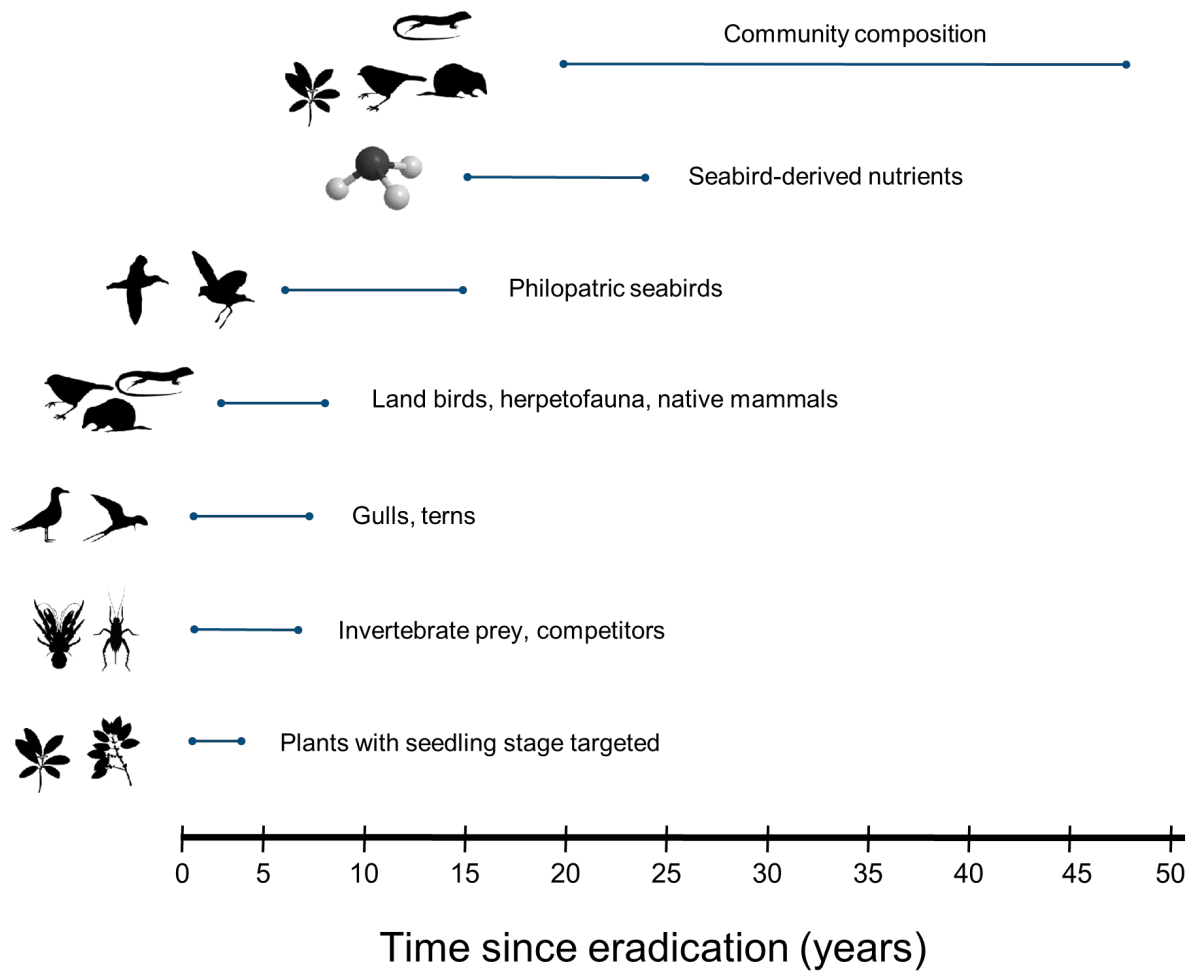 Community composition
Seabird-derived nutrients
Philopatric seabirds
Land birds, herpetofauna, native mammals
Gulls, terns
Invertebrate prey, competitors
Plants with seedling stage targeted
0 5 10 15 20 25 30 35 40 45 50
Time since eradication (years)